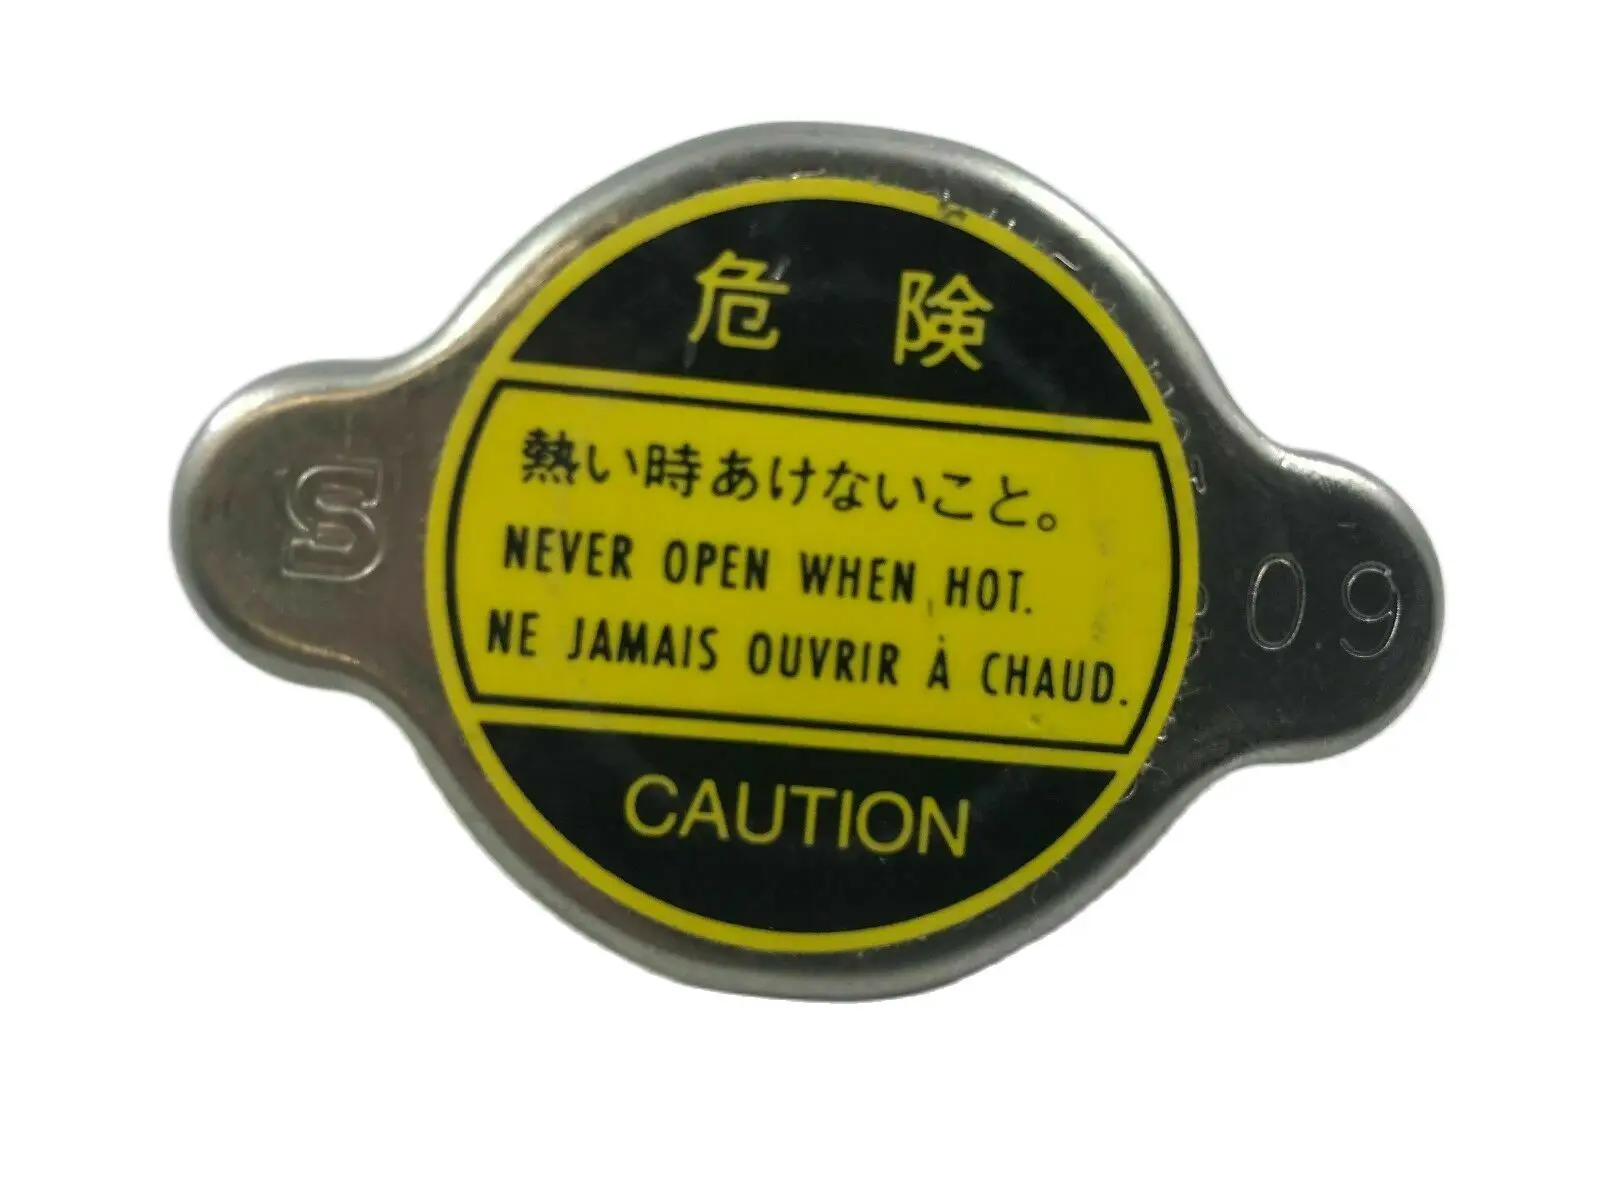 危 険
熱い時あけないこと。
NEVER OPEN WHEN HOT.
NE JAMAIS OUVRIR À CHAUD.
CAUTION
S
09